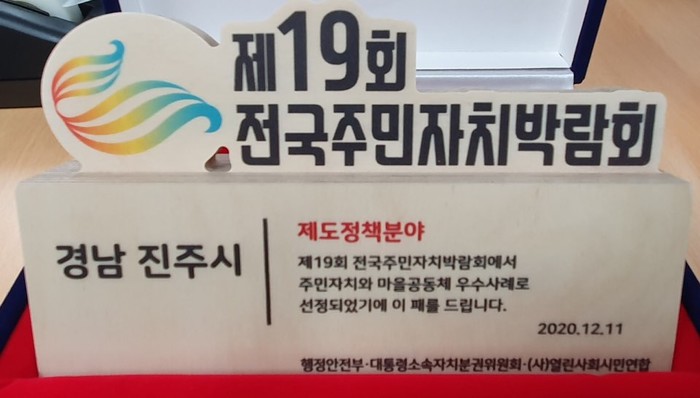 제19회
전국주민자치박람회
경남 진주시
제도정책분야
제19회 전국주민자치박람회에서
주민자치와 마을공동체 우수사례로
선정되었기에 이 패를 드립니다.
2020.12.11
행정안전부·대통령소속자치분권위원회·(사)열린사회시민연합